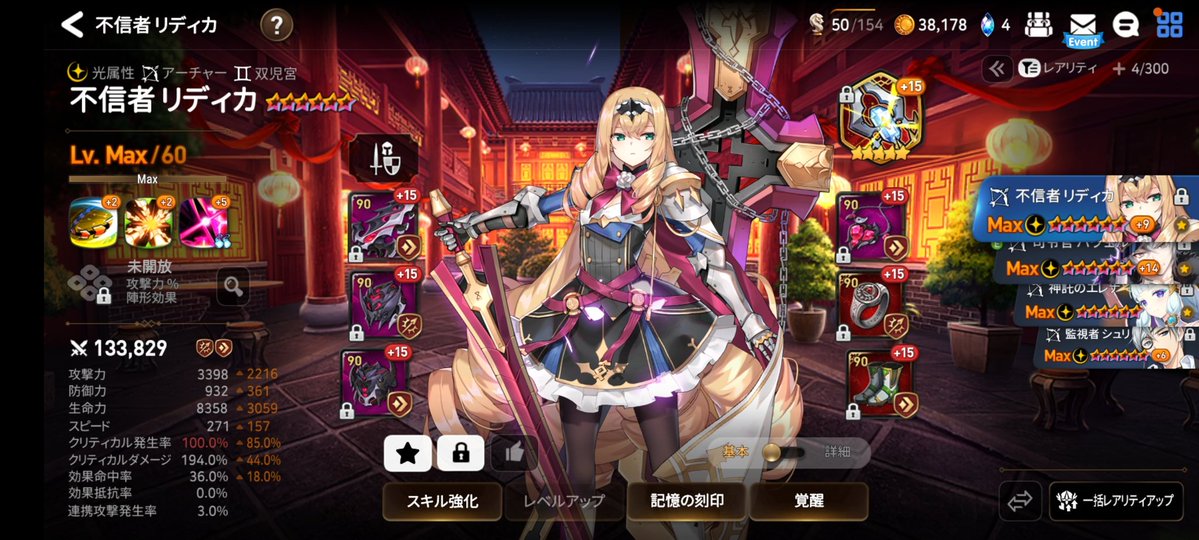 不信者 リディカ
?
50/154
38,178
4
Event
光属性 アーチャー 双児宮
不信者 リディカ
レアリティ
4/300
Lv. Max/60
Max
+2
+2
+5
未開放
攻撃力%
陣形効果
133,829
攻撃力 3398 2216
防御力 932 361
生命力 8358 3059
スピード 271 157
クリティカル発生率 100.0% 85.0%
クリティカルダメージ 194.0% 44.0%
効果命中率 36.0% 18.0%
効果抵抗率 0.0%
連携攻撃発生率 3.0%
+15
90
+15
90
+15
90
+15
+15
90
+15
90
+15
90
+15
不信者 リディカ
Max +9
Max +14
神託のエレナ
Max
監視者 シュリ
Max +6
基本 詳細
スキル強化
レベルアップ
記憶の刻印
覚醒
一括レアリティアップ